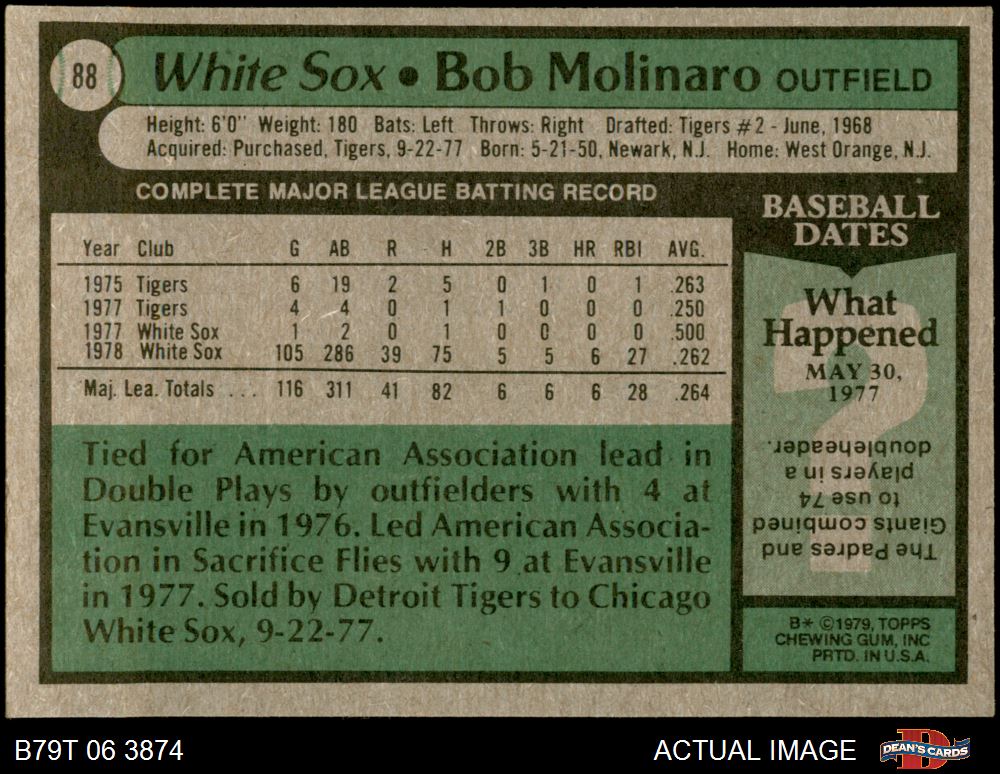 88
White Sox • Bob Molinaro OUTFIELD
Height: 6'0" Weight: 180 Bats: Left Throws: Right Drafted: Tigers #2 - June, 1968
Acquired: Purchased, Tigers, 9-22-77 Born: 5-21-50, Newark, N.J. Home: West Orange, N.J.
COMPLETE MAJOR LEAGUE BATTING RECORD
Year Club G AB R H 2B 3B HR RBI AVG.
1975 Tigers 6 19 2 5 0 1 0 1 .263
1977 Tigers 4 4 0 1 1 0 0 0 .250
1977 White Sox 1 2 0 1 0 0 0 0 .500
1978 White Sox 105 286 39 75 5 5 6 27 .262
Maj. Lea. Totals ... 116 311 41 82 6 6 6 28 .264
Tied for American Association lead in
Double Plays by outfielders with 4 at
Evansville in 1976. Led American Associa-
tion in Sacrifice Flies with 9 at Evansville
in 1977. Sold by Detroit Tigers to Chicago
White Sox, 9-22-77.
BASEBALL
DATES
What
Happened
MAY 30,
1977
The Padres and
Giants combined
to use 74
players in a
doubleheader.
B* ©1979, TOPPS
CHEWING GUM, INC
PRTD. IN U.S.A.
B79T 06 3874
ACTUAL IMAGE
D
DEAN'S CARDS